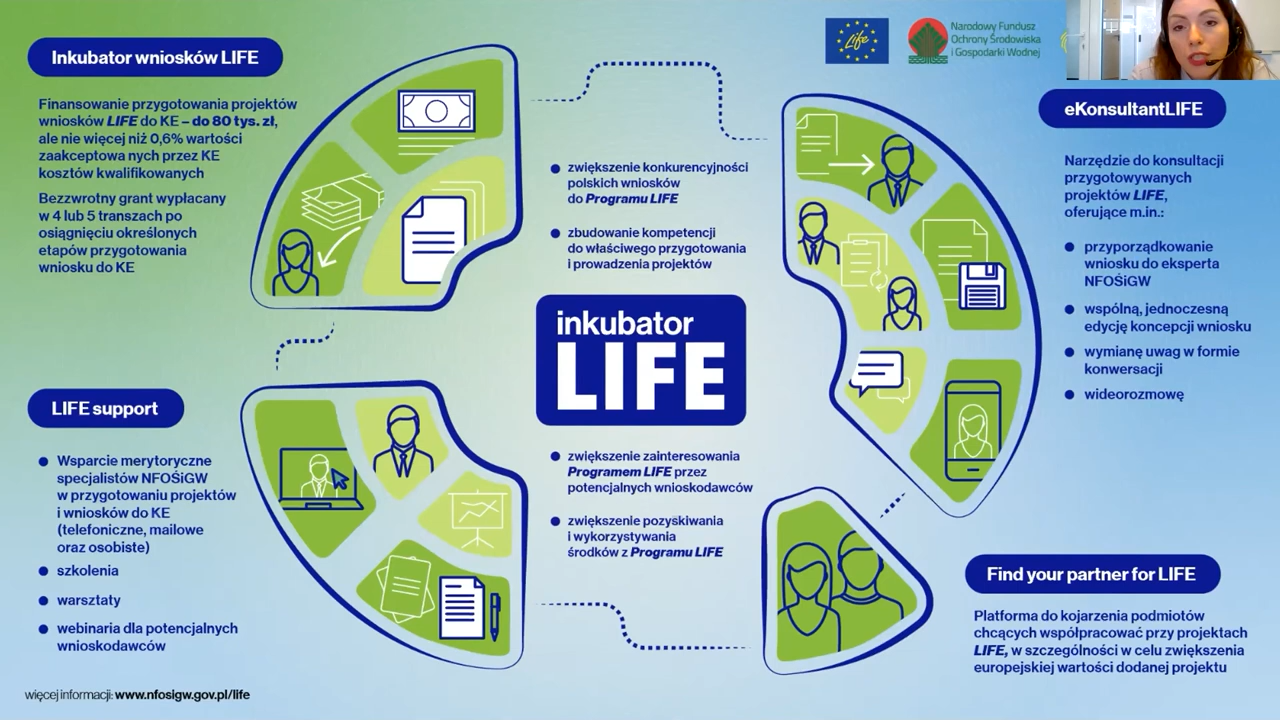 Inkubator wniosków LIFE
Finansowanie przygotowania projektów
wniosków LIFE do KE – do 80 tys. zł,
ale nie więcej niż 0,6% wartości
zaakceptowa nych przez KE
kosztów kwalifikowanych
Bezzwrotny grant wypłacany
w 4 lub 5 transzach po
osiągnięciu określonych
etapów przygotowania
wniosku do KE
LIFE support
Wsparcie merytoryczne
specjalistów NFOŚiGW
w przygotowaniu projektów
i wniosków do KE
(telefoniczne, mailowe
oraz osobiste)
szkolenia
warsztaty
webinaria dla potencjalnych
wnioskodawców
więcej informacji: www.nfosigw.gov.pl/life
zwiększenie konkurencyjności
polskich wniosków
do Programu LIFE
zbudowanie kompetencji
do właściwego przygotowania
i prowadzenia projektów
inkubator
LIFE
zwiększenie zainteresowania
Programem LIFE przez
potencjalnych wnioskodawców
zwiększenie pozyskiwania
i wykorzystywania
środków z Programu LIFE
Life
Narodowy Fundusz
Ochrony Środowiska
i Gospodarki Wodnej
eKonsultantLIFE
Narzędzie do konsultacji
przygotowywanych
projektów LIFE,
oferujące m.in.:
przyporządkowanie
wniosku do eksperta
NFOŚiGW
wspólną, jednoczesną
edycję koncepcji wniosku
wymianę uwag w formie
konwersacji
wideorozmowę
Find your partner for LIFE
Platforma do kojarzenia podmiotów
chcących współpracować przy projektach
LIFE, w szczególności w celu zwiększenia
europejskiej wartości dodanej projektu